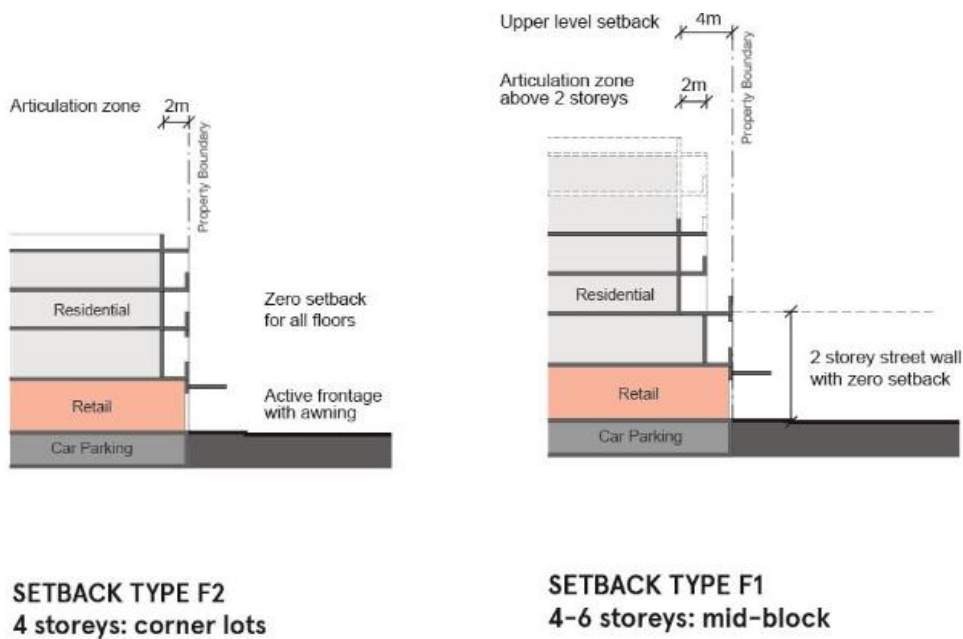 Articulation zone
2m
Property Boundary
Residential
Retail
Car Parking
Zero setback
for all floors
Active frontage
with awning
SETBACK TYPE F2
4 storeys: corner lots
Upper level setback
4m
Articulation zone
above 2 storeys
2m
Property Boundary
Residential
Retail
Car Parking
2 storey street wall
with zero setback
SETBACK TYPE F1
4-6 storeys: mid-block